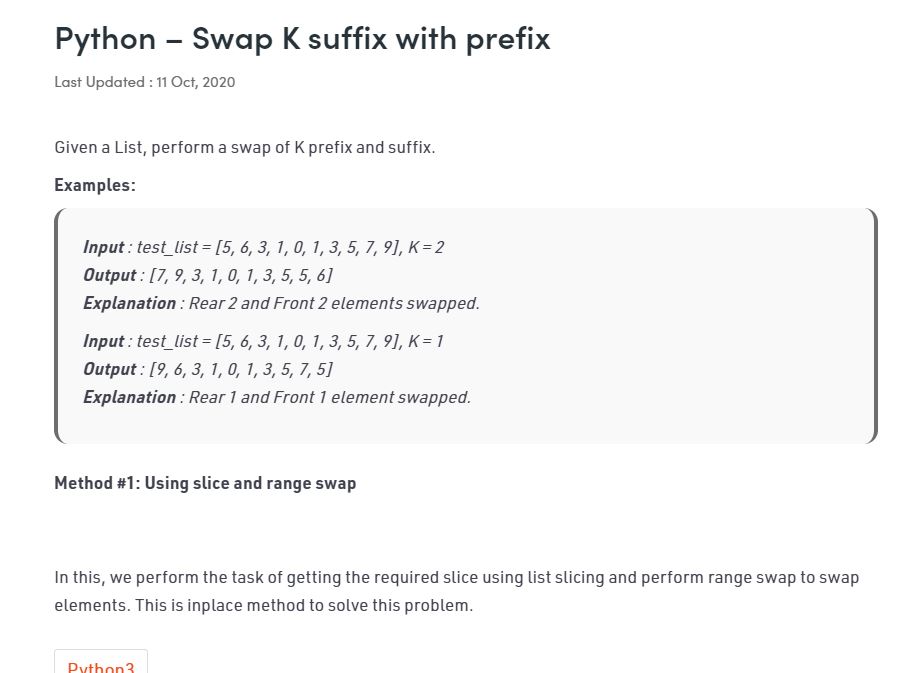 Python – Swap K suffix with prefix
Last Updated : 11 Oct, 2020
Given a List, perform a swap of K prefix and suffix.
Examples:
Input : test_list = [5, 6, 3, 1, 0, 1, 3, 5, 7, 9], K = 2
Output : [7, 9, 3, 1, 0, 1, 3, 5, 5, 6]
Explanation : Rear 2 and Front 2 elements swapped.
Input : test_list = [5, 6, 3, 1, 0, 1, 3, 5, 7, 9], K = 1
Output : [9, 6, 3, 1, 0, 1, 3, 5, 7, 5]
Explanation : Rear 1 and Front 1 element swapped.
Method #1: Using slice and range swap
In this, we perform the task of getting the required slice using list slicing and perform range swap to swap
elements. This is inplace method to solve this problem.
Python3